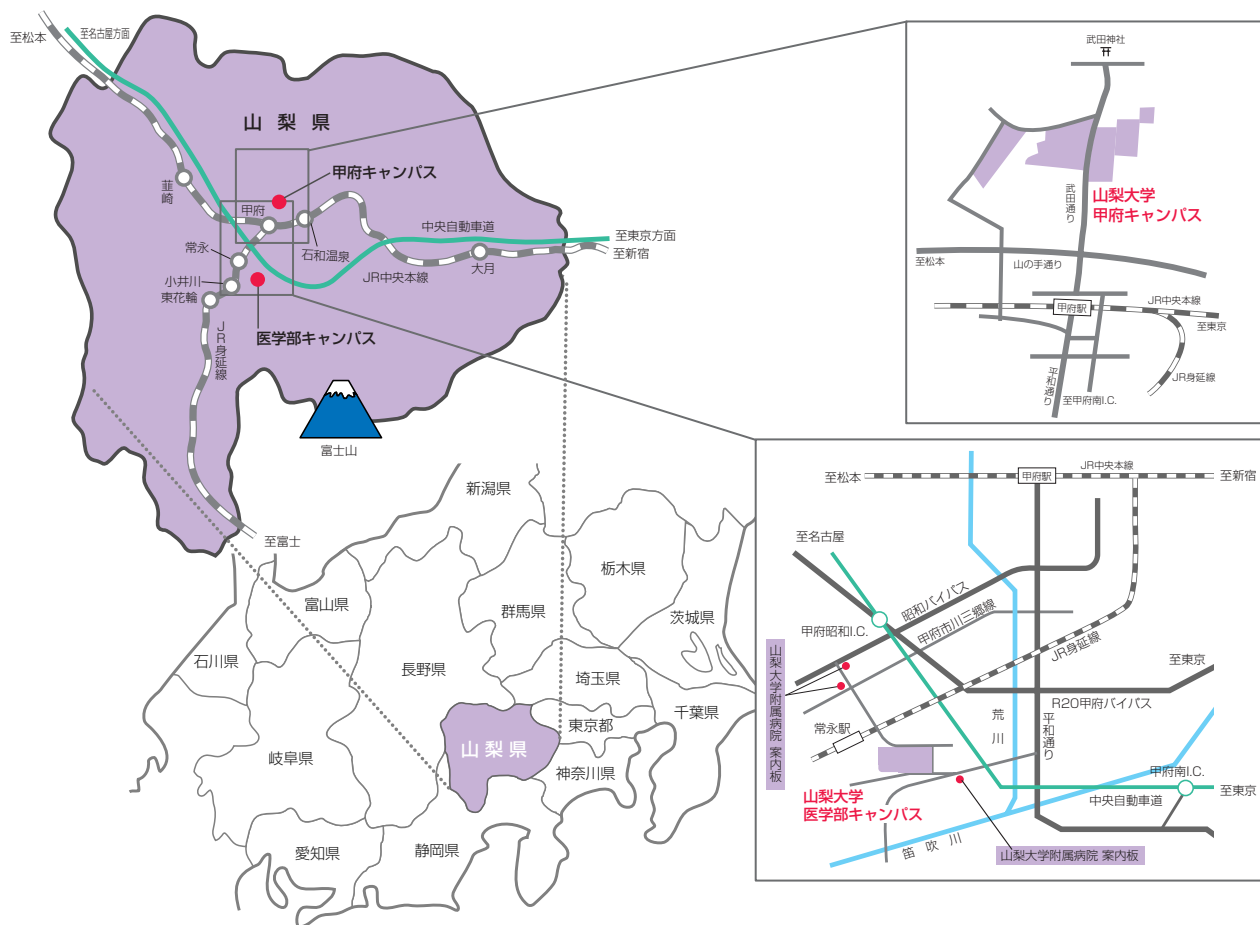 至松本
至名古屋方面
山梨県
甲府キャンパス
韮崎
甲府
石和温泉
中央自動車道
至東京方面
至新宿
大月
JR中央本線
常永
小井川
東花輪
医学部キャンパス
JR身延線
富士山
至富士
武田神社
武田通り
山梨大学
甲府キャンパス
至松本
山の手通り
甲府駅
JR中央本線
至東京
JR身延線
平和通り
至甲府南I.C.
新潟県
富山県
石川県
栃木県
群馬県
茨城県
長野県
埼玉県
千葉県
東京都
山梨県
神奈川県
岐阜県
愛知県
静岡県
至松本
甲府駅
JR中央本線
至新宿
至名古屋
昭和バイパス
甲府市川三郷線
甲府昭和I.C.
JR身延線
至東京
R20甲府バイパス
山梨大学附属病院 案内板
常永駅
荒川
平和通り
甲府南I.C.
中央自動車道
至東京
山梨大学
医学部キャンパス
笛吹川
山梨大学附属病院 案内板